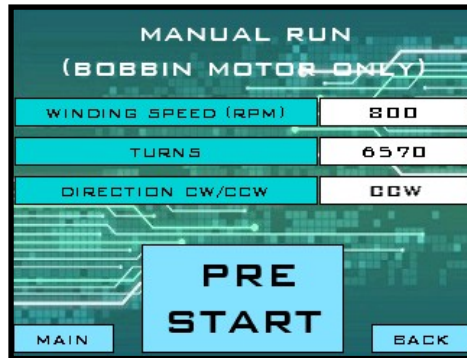 MANUAL RUN
(BOBBIN MOTOR ONLY)
WINDING SPEED (RPM) 800
TURNS 6570
DIRECTION CW/CCW CCW
PRE
START
MAIN
BACK